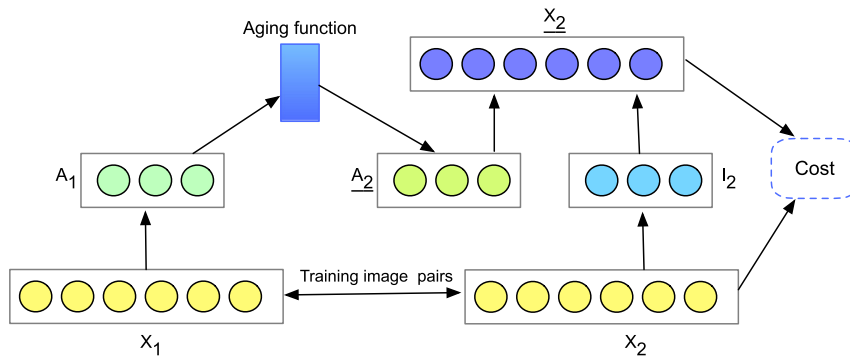 X2
Aging function
A1
A2
I2
Cost
Training image pairs
X1
X2